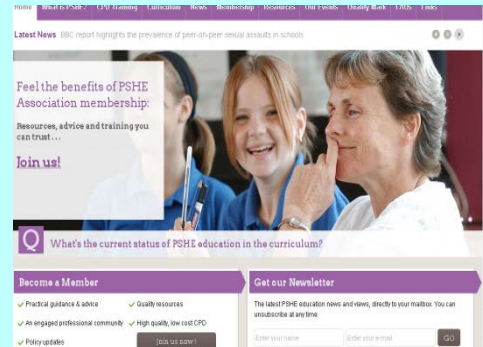 Home What is PSHE? CPD Training Curriculum News Membership Resources Our Events Quality Mark FAQs Links
Latest News BBC report highlights the prevalence of peer-on-peer sexual assaults in schools
Feel the benefits of PSHE
Association membership:
Resources, advice and training you
can trust . . .
Join us!
Q What's the current status of PSHE education in the curriculum?
Become a Member
✓ Practical guidance & advice ✓ Quality resources
✓ An engaged professional community ✓ High quality, low cost CPD
✓ Policy updates
Join us now!
Get our Newsletter
The latest PSHE education news and views, directly to your mailbox. You can
unsubscribe at any time.
Enter your name Enter your e-mail GO